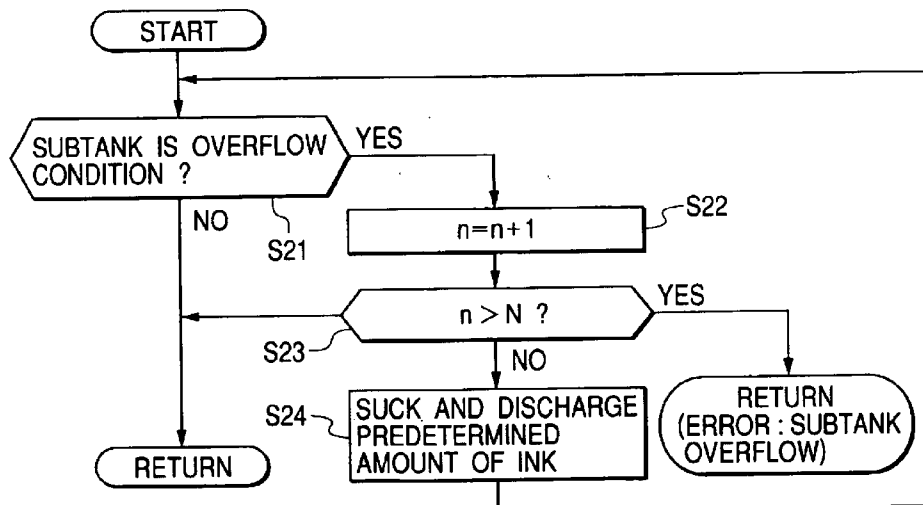 START
SUBTANK IS OVERFLOW
CONDITION ?
YES
NO
S21
n=n+1
S22
n > N ?
YES
S23
NO
S24
SUCK AND DISCHARGE
PREDETERMINED
AMOUNT OF INK
RETURN
(ERROR : SUBTANK
OVERFLOW)
RETURN